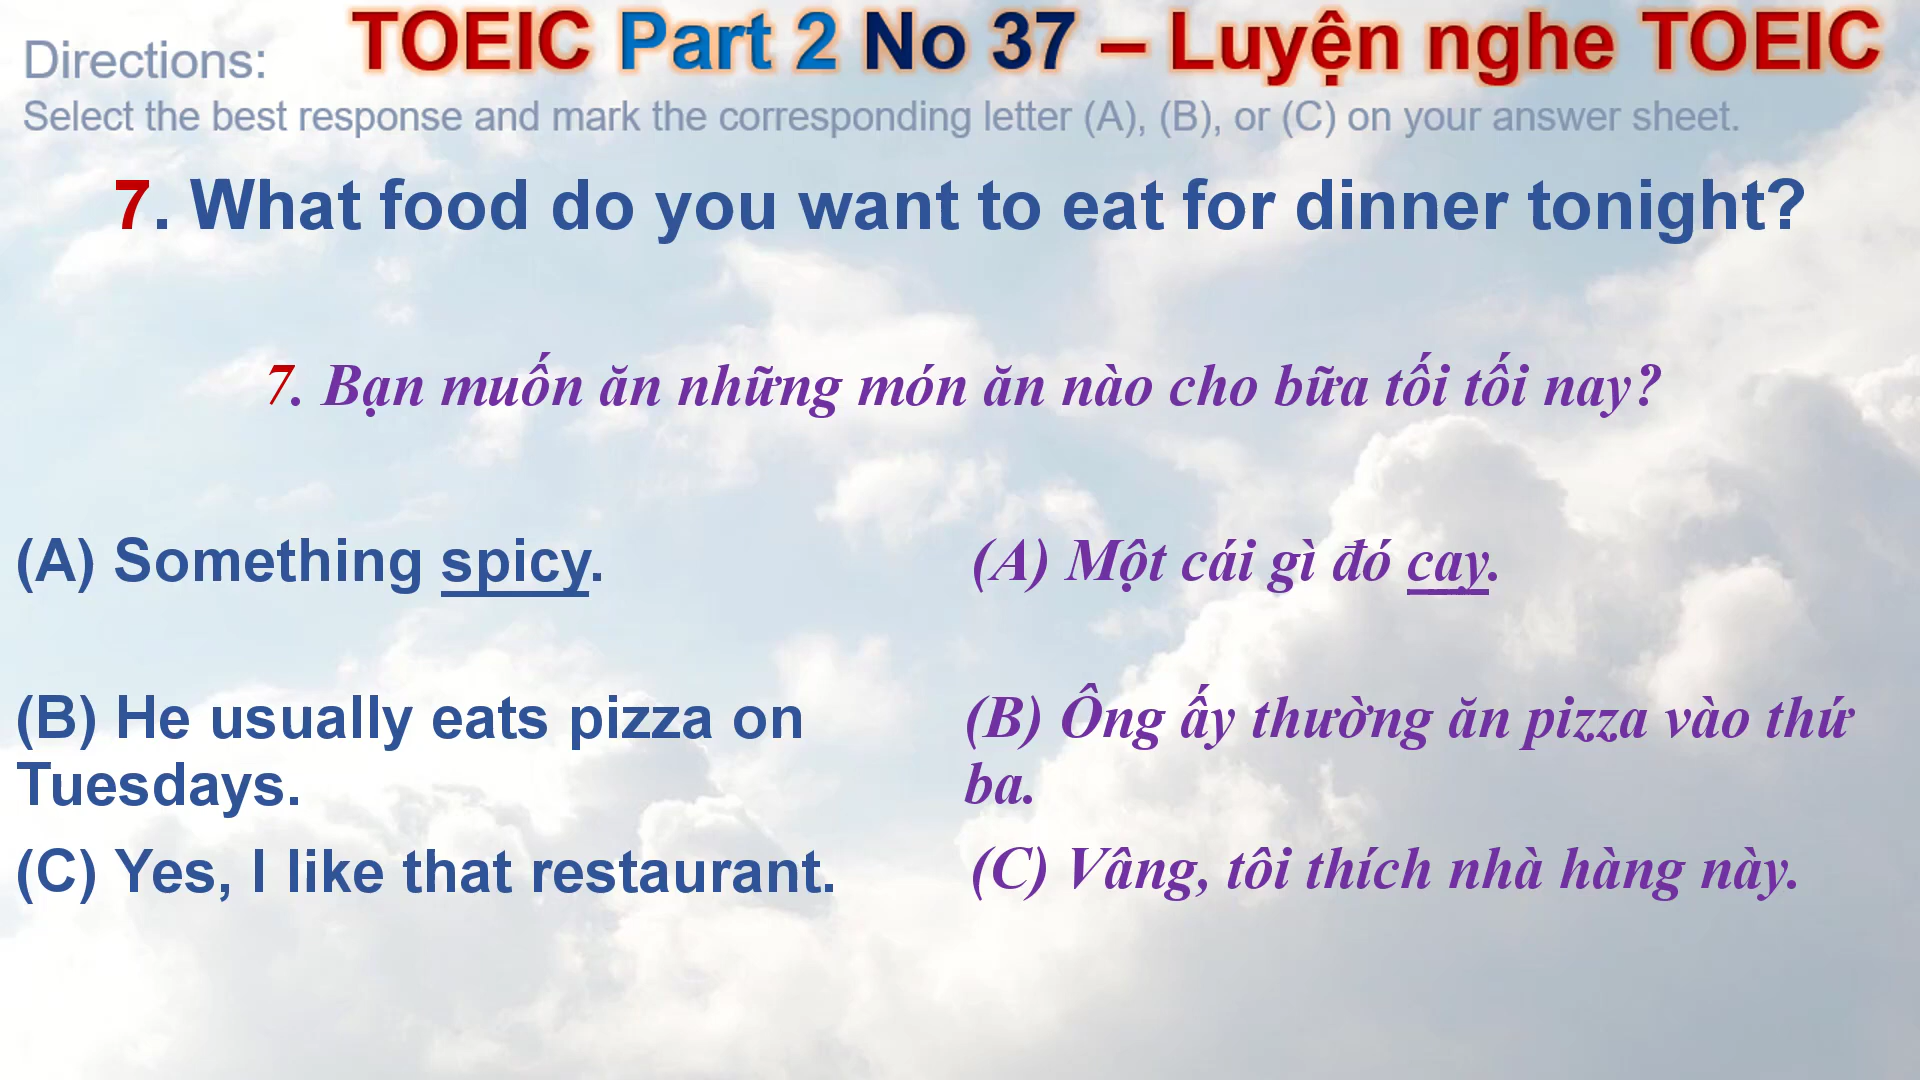 TOEIC Part 2 No 37 – Luyện nghe TOEIC
Directions:
Select the best response and mark the corresponding letter (A), (B), or (C) on your answer sheet.
7. What food do you want to eat for dinner tonight?
7. Bạn muốn ăn những món ăn nào cho bữa tối tối nay?
(A) Something spicy.
(A) Một cái gì đó cay.
(B) He usually eats pizza on
Tuesdays.
(B) Ông ấy thường ăn pizza vào thứ
ba.
(C) Yes, I like that restaurant.
(C) Vâng, tôi thích nhà hàng này.